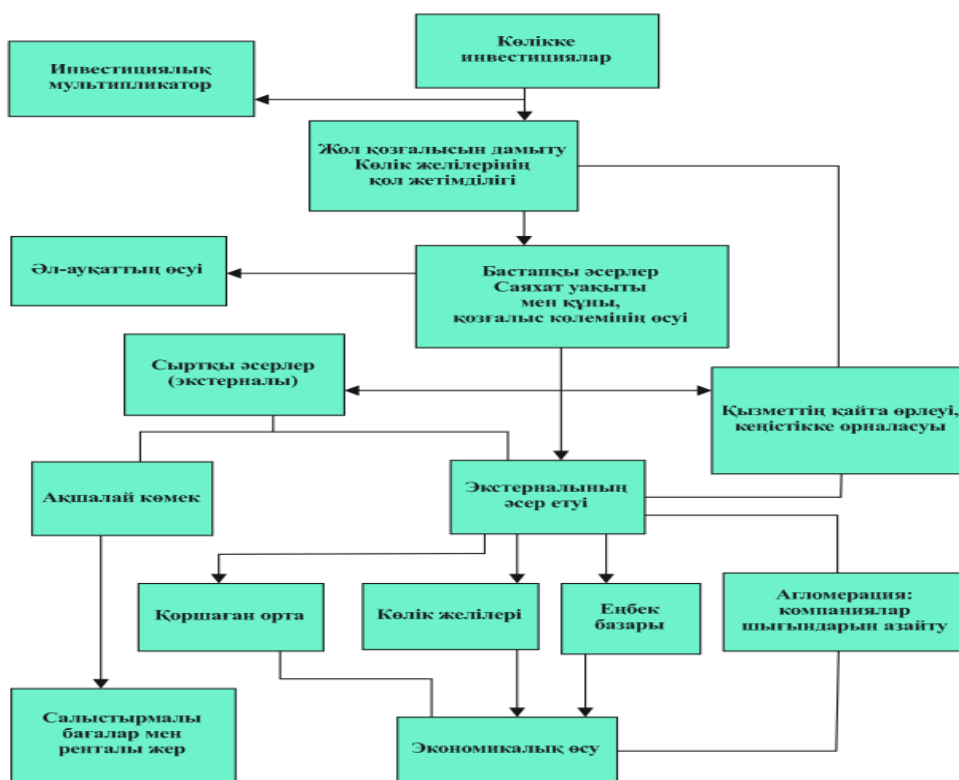 Көлікке
инвестициялар
Инвестициялық
мультипликатор
Жол қозғалысын дамыту
Көлік желілерінің
қол жетімділігі
Әл-ауқаттың өсуі
Бастапқы әсерлер
Саяхат уақыты
мен құны,
қозғалыс көлемінің өсуі
Сыртқы әсерлер
(экстерналы)
Қызметтің қайта өрлеуі,
кеңістікке орналасуы
Ақшалай көмек
Экстерналының
әсер етуі
Қоршаған орта
Көлік желілері
Еңбек
базары
Агломерация:
компаниялар
шығындарын азайту
Салыстырмалы
бағалар мен
ренталы жер
Экономикалық өсу